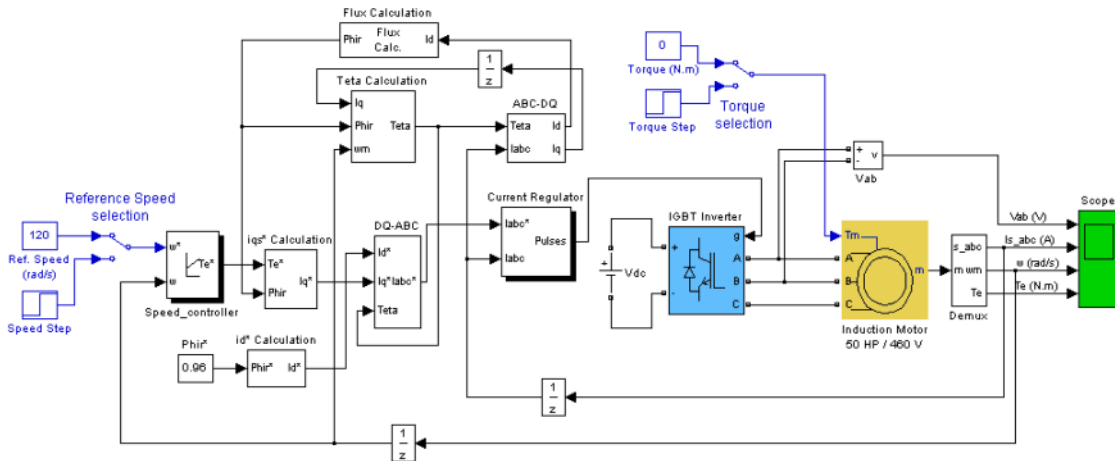 Flux Calculation
Phir Flux Id
Calc.
1
z
Teta Calculation
Iq
Phir Teta
wm
ABC-DQ
Teta Id
Iabc Iq
0
Torque (N.m)
Torque Step
Torque
selection
+
-
v
Vab
Reference Speed
selection
120
Ref. Speed
(rad/s)
Speed Step
w*
Te*
w
Speed_controller
iqs* Calculation
Te*
Iq*
Phir
DQ-ABC
Id*
Iq* Iabc*
Teta
Current Regulator
Iabc*
Pulses
Iabc
+
Vdc
IGBT Inverter
g
+
A
B
-
C
Tm
A
m
B
C
Induction Motor
50 HP / 460 V
s_abc
m wm
Te
Demux
Vab (V)
Is_abc (A)
w (rad/s)
Te (N.m)
Scope
Phir*
0.96
id* Calculation
Phir* Id*
1
z
1
z